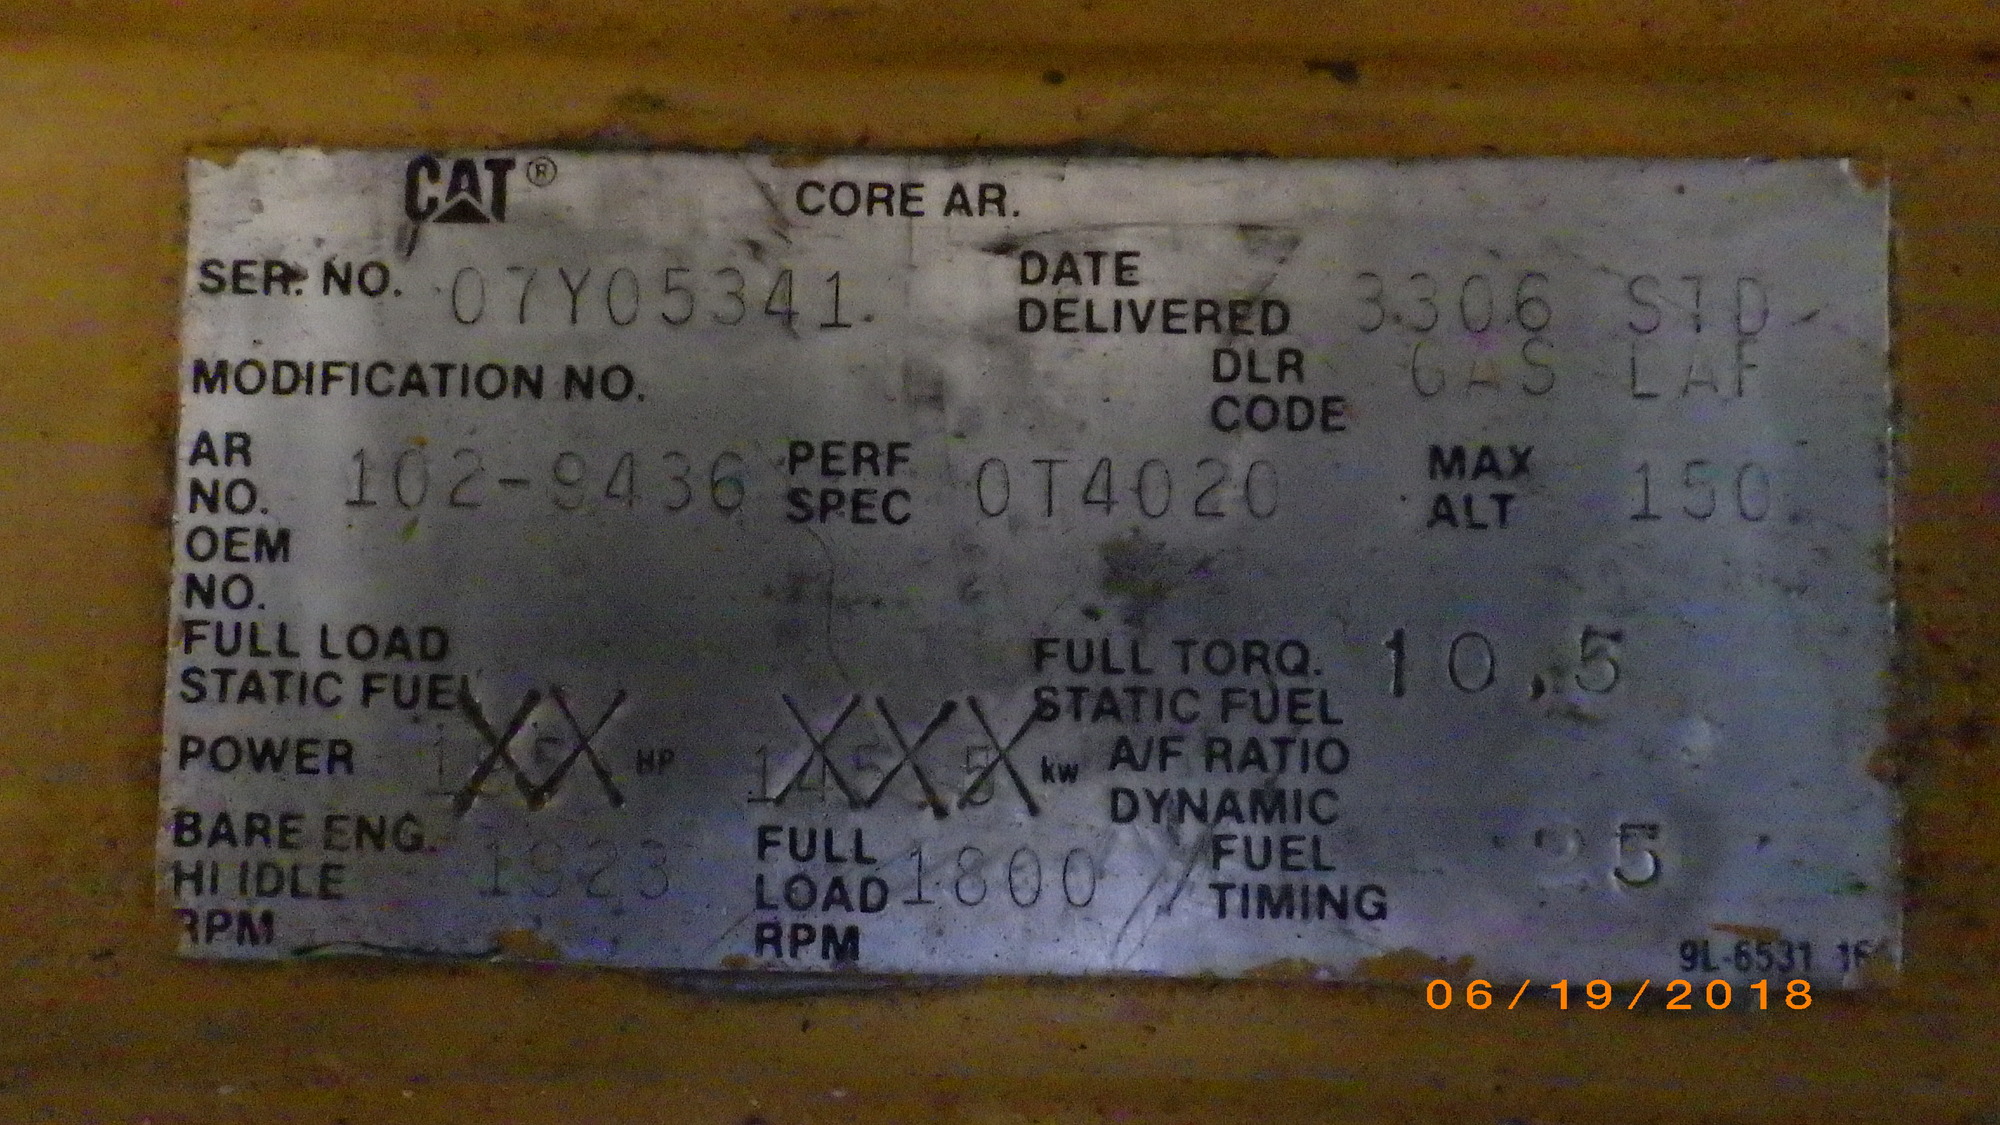 CAT®
CORE AR.
SER. NO. 07Y05341
DATE DELIVERED 3306 STD
MODIFICATION NO.
DLR CODE GAS LAF
AR NO. 102-9436
PERF SPEC 0T4020
MAX ALT 150
OEM NO.
FULL LOAD STATIC FUEL
FULL TORQ. STATIC FUEL 10.5
POWER HP kw
A/F RATIO DYNAMIC
BARE ENG. HI IDLE RPM 1923
FULL LOAD RPM 1800
FUEL TIMING 25
9L-6531
06/19/2018